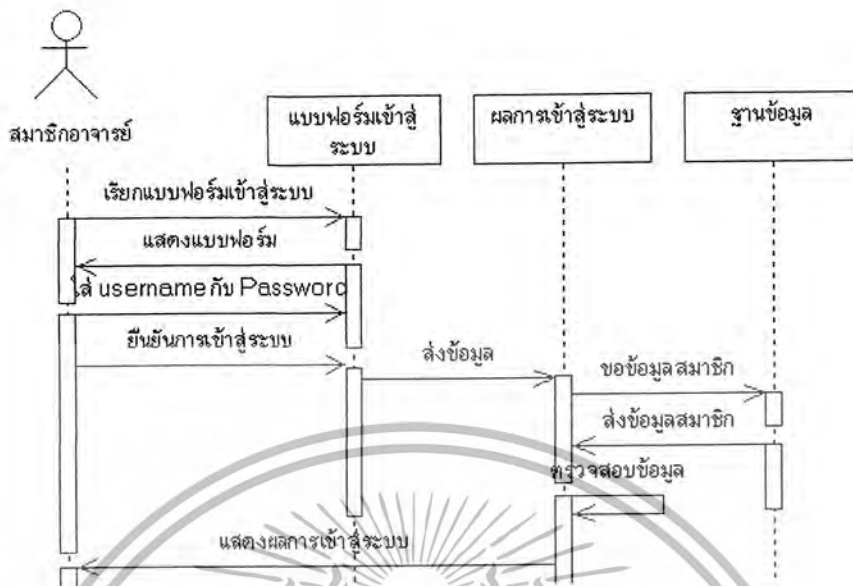 สมาชิกอาจารย์
แบบฟอร์มเข้าสู่
ระบบ
ผลการเข้าสู่ระบบ
ฐานข้อมูล
เรียกแบบฟอร์มเข้าสู่ระบบ
แสดงแบบฟอร์ม
ใส่ username กับ Password
ยืนยันการเข้าสู่ระบบ
ส่งข้อมูล
ขอข้อมูลสมาชิก
ส่งข้อมูลสมาชิก
ตรวจสอบข้อมูล
แสดงผลการเข้าสู่ระบบ